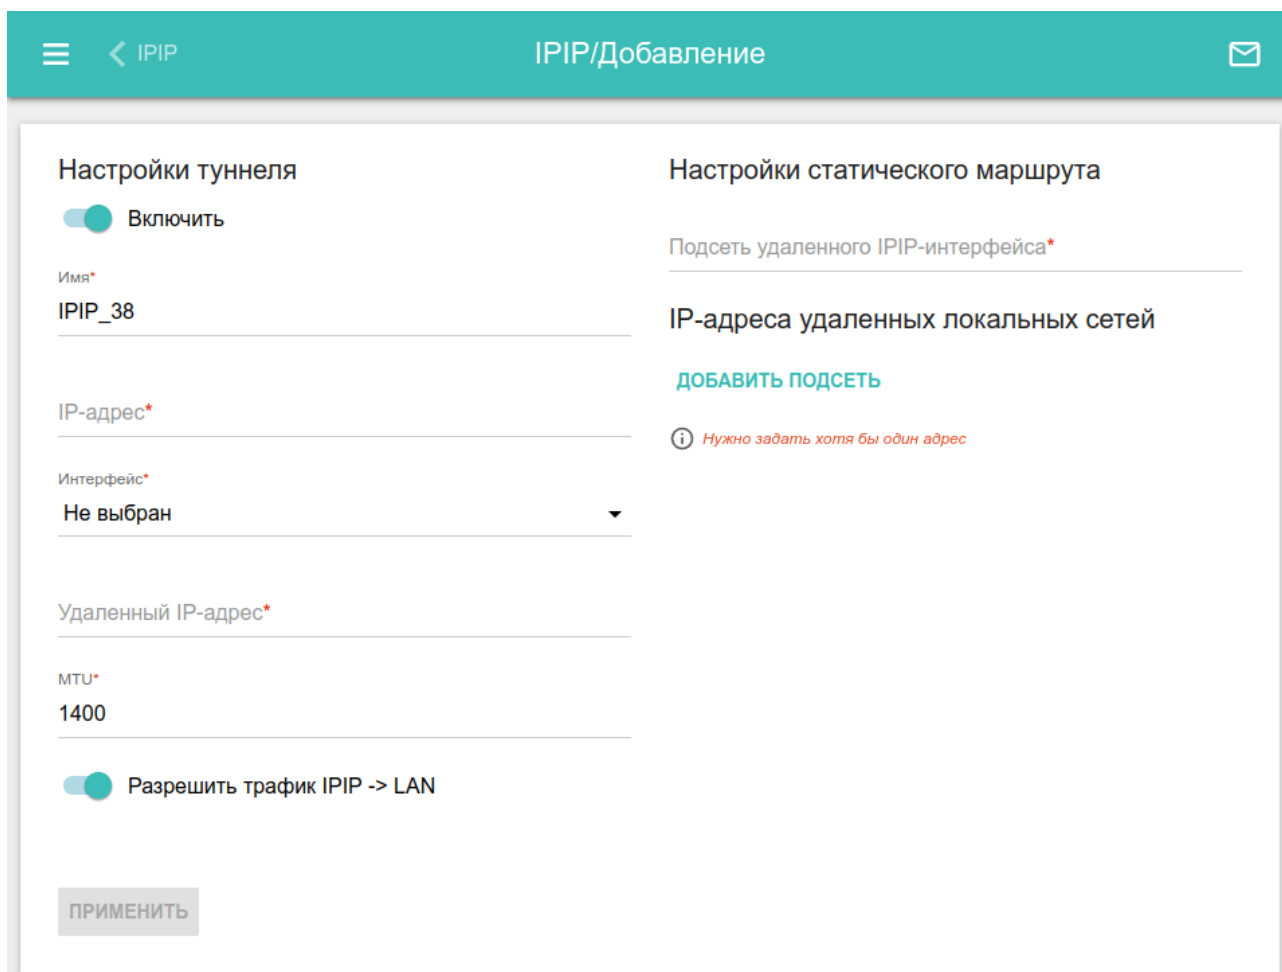 IPIP
IPIP/Добавление
Настройки туннеля
Включить
Имя*
IPIP_38
IP-адрес*
Интерфейс*
Не выбран
Удаленный IP-адрес*
MTU*
1400
Разрешить трафик IPIP -> LAN
ПРИМЕНИТЬ
Настройки статического маршрута
Подсеть удаленного IPIP-интерфейса*
IP-адреса удаленных локальных сетей
ДОБАВИТЬ ПОДСЕТЬ
Нужно задать хотя бы один адрес